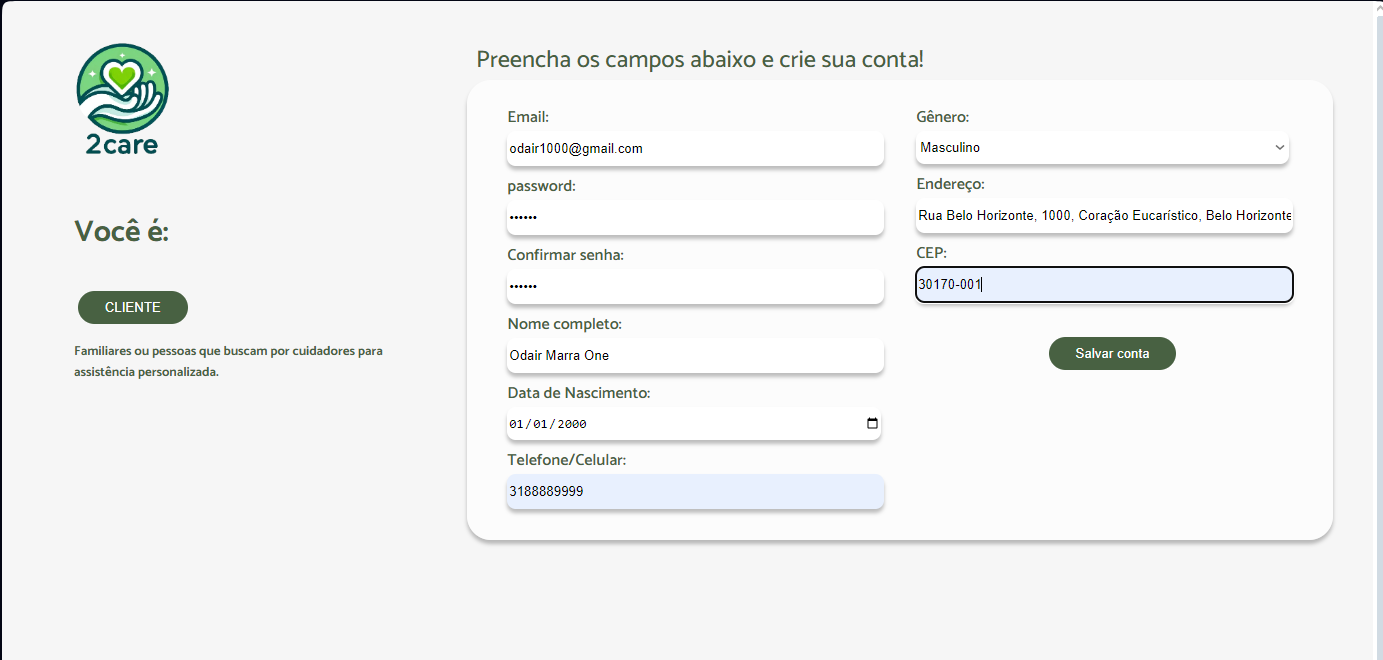 2care
Você é:
CLIENTE
Familiares ou pessoas que buscam por cuidadores para
assistência personalizada.
Preencha os campos abaixo e crie sua conta!
Email:
odair1000@gmail.com
password:
••••••
Confirmar senha:
••••••
Nome completo:
Odair Marra One
Data de Nascimento:
01/01/2000
Telefone/Celular:
3188889999
Gênero:
Masculino
Endereço:
Rua Belo Horizonte, 1000, Coração Eucarístico, Belo Horizonte
CEP:
30170-001
Salvar conta